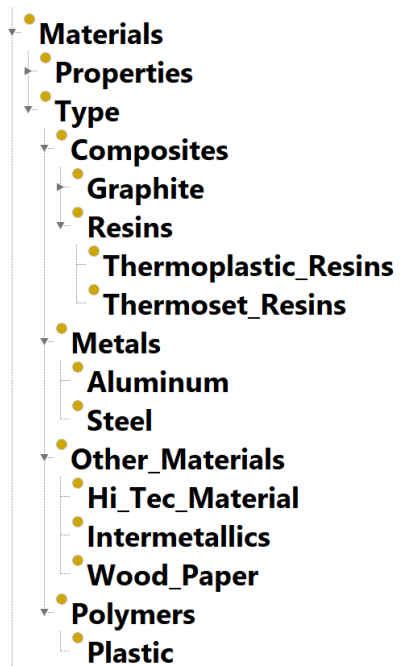 Materials
Properties
Type
Composites
Graphite
Resins
Thermoplastic_Resins
Thermoset_Resins
Metals
Aluminum
Steel
Other_Materials
Hi_Tec_Material
Intermetallics
Wood_Paper
Polymers
Plastic